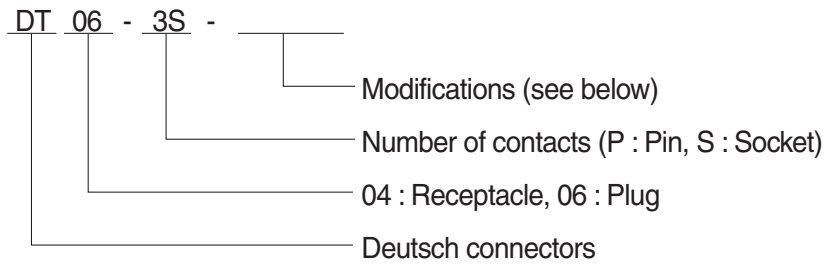 DT 06 - 3S -
Modifications (see below)
Number of contacts (P : Pin, S : Socket)
04 : Receptacle, 06 : Plug
Deutsch connectors